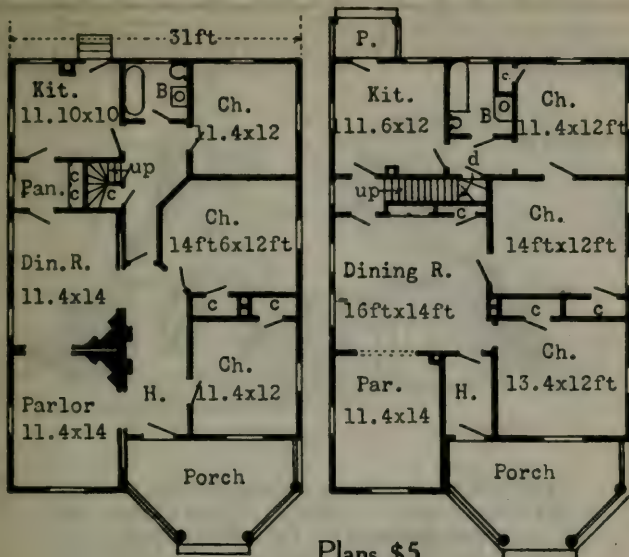 31ft
Kit.
11.10x10
B
Ch.
11.4x12
Pan.
c
c
up
c
Ch.
14ft6x12ft
Din.R.
11.4x14
c
c
Ch.
11.4x12
H.
Parlor
11.4x14
Porch
P.
Kit.
111.6x12
B
c
Ch.
11.4x12ft
d
up
c
Ch.
14ftx12ft
Dining R.
16ftx14ft
c
c
Ch.
13.4x12ft
Par.
11.4x14
H.
Porch
Plans $5